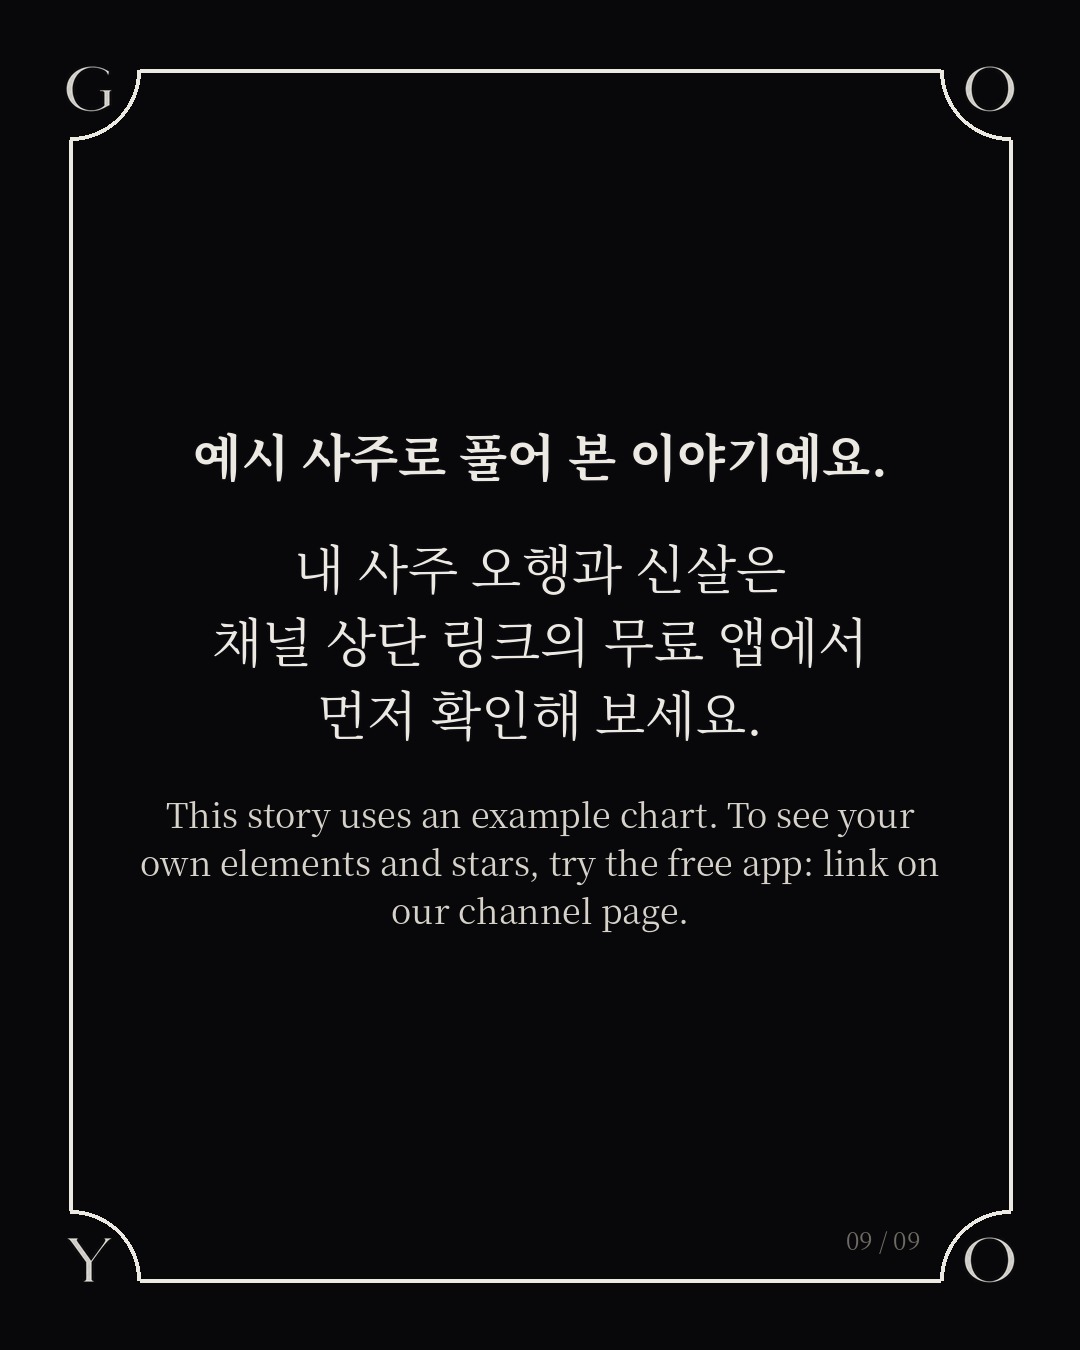 G O
예시 사주로 풀어 본 이야기예요.
내 사주 오행과 신살은
채널 상단 링크의 무료 앱에서
먼저 확인해 보세요.
This story uses an example chart. To see your
own elements and stars, try the free app: link on
our channel page.
09 / 09
Y O